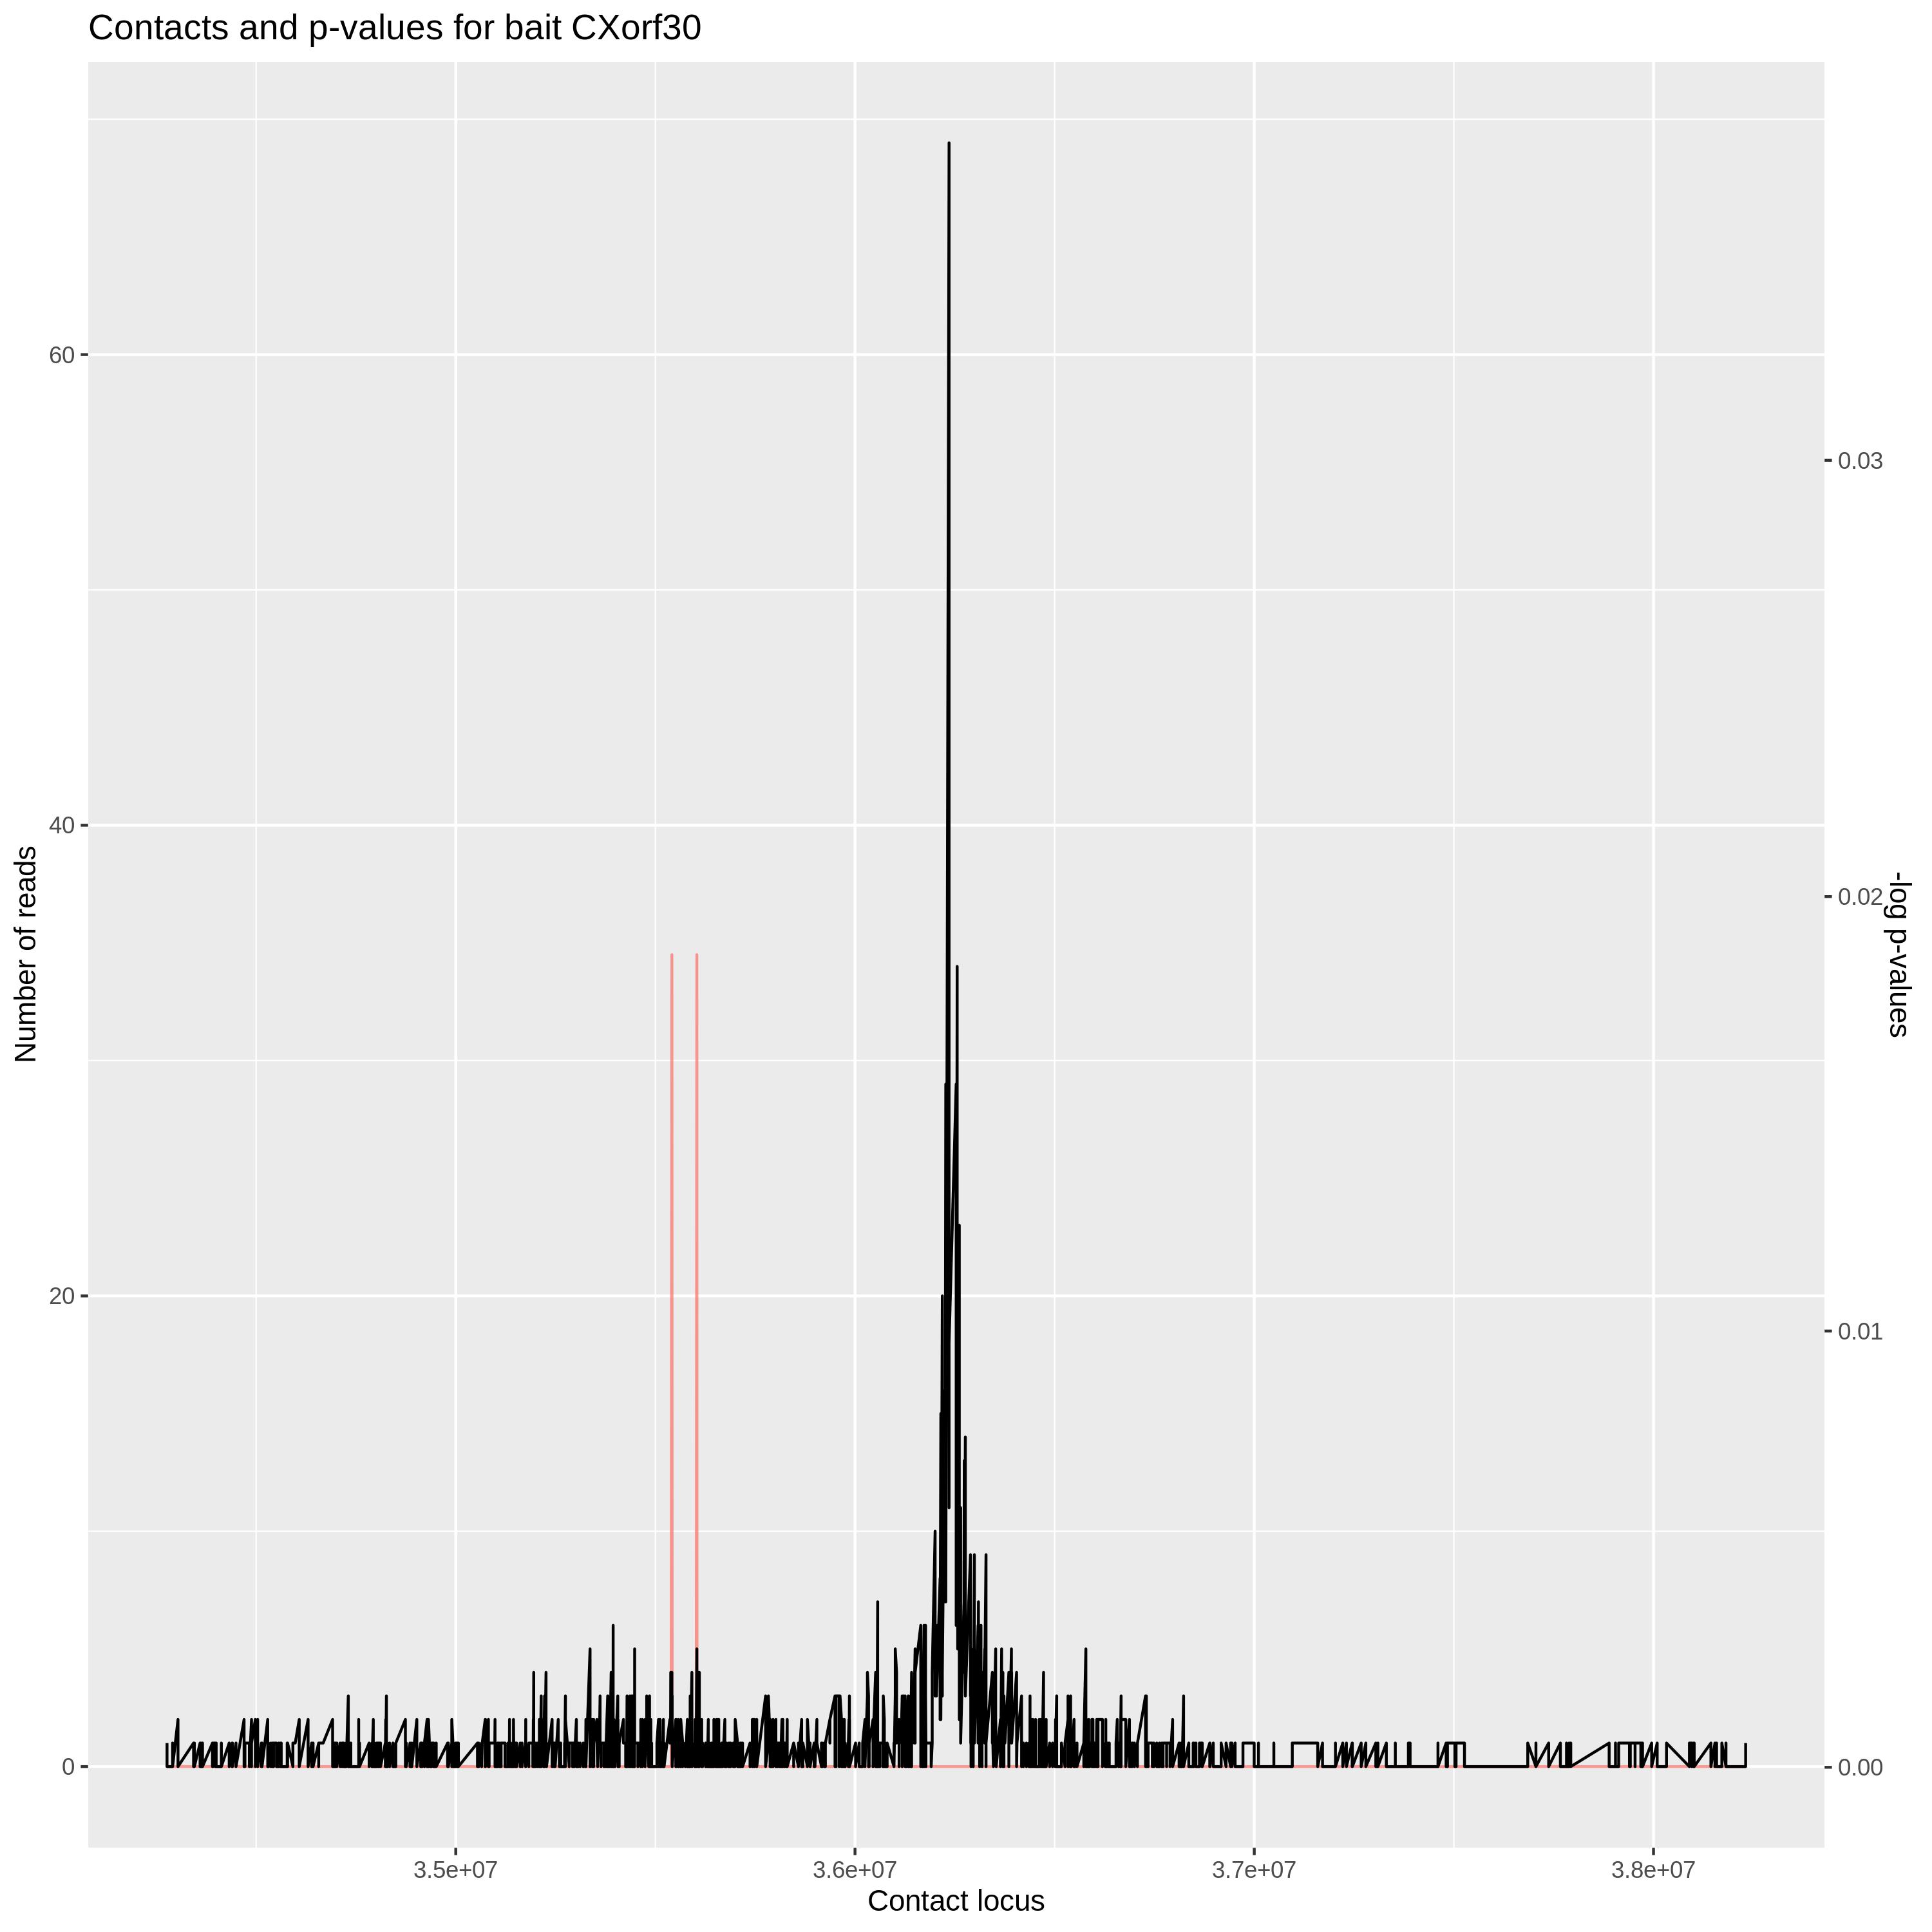 Contacts and p-values for bait CXorf30
60
40
20
0
0.03
0.02
0.01
0.00
Number of reads
-log p-values
3.5e+07 3.6e+07 3.7e+07 3.8e+07
Contact locus